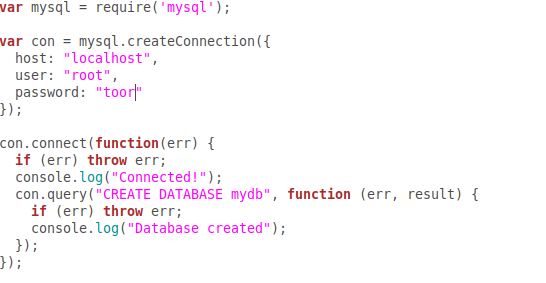 var mysql = require('mysql');

var con = mysql.createConnection({
  host: "localhost",
  user: "root",
  password: "toor"
});

con.connect(function(err) {
  if (err) throw err;
  console.log("Connected!");
  con.query("CREATE DATABASE mydb", function (err, result) {
    if (err) throw err;
    console.log("Database created");
  });
});